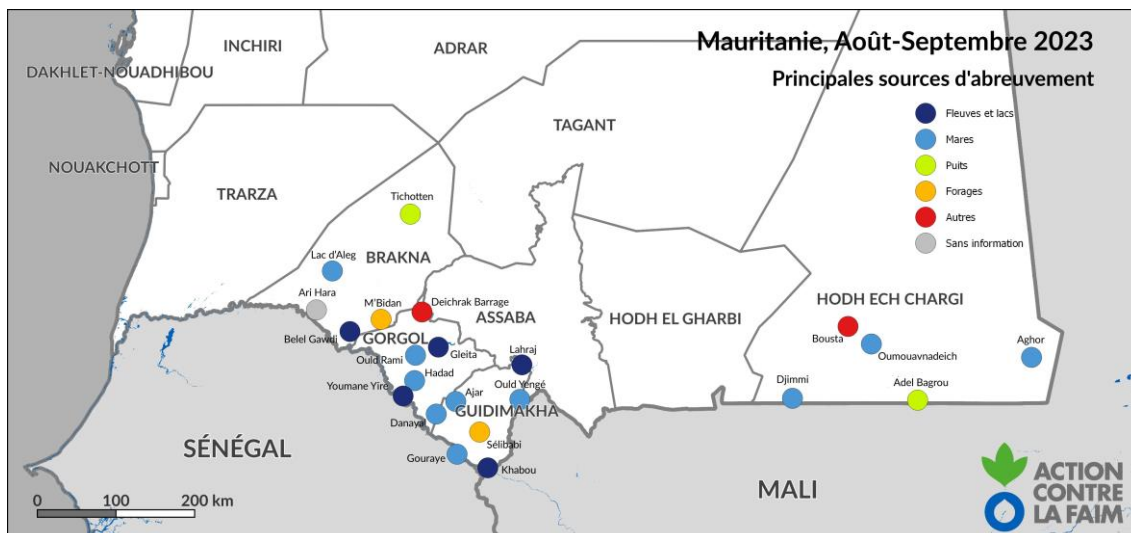 Mauritanie, Août-Septembre 2023
Principales sources d'abreuvement
Fleuves et lacs
Mares
Puits
Forages
Autres
Sans information
INCHIRI
ADRAR
DAKHLET-NOUADHIBOU
TAGANT
NOUAKCHOTT
TRARZA
Tichotten
Lac d'Aleg
BRAKNA
Ari Hara
M'Bidan
Deichrak Barrage
ASSABA
HODH EL GHARBI
HODH ECH CHARGI
Belel Gawdi
GORGOL
Gleita
Ould Rami
Lahraj
Bousta
Oumouavnadeich
Aghor
Hadad
Youmane Yire
Ajar
Ould Yengé
Djimmi
Adel Bagrou
GUIDIMAKHA
Danayal
Sélibabi
Gouraye
Khabou
SÉNÉGAL
MALI
0 100 200 km
ACTION
CONTRE
LA FAIM